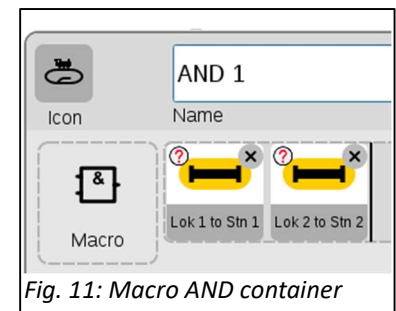 AND 1
Icon
Name
?
×
?
×
&
Lok 1 to Stn 1
Lok 2 to Stn 2
Macro
Fig. 11: Macro AND container